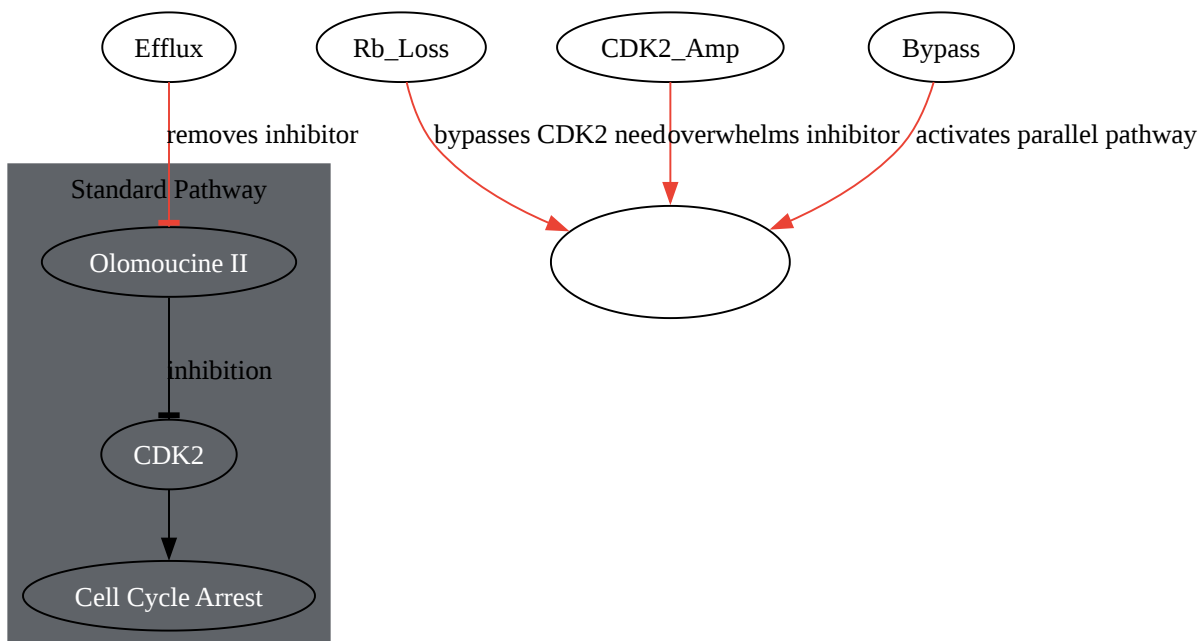 Efflux
Rb_Loss
CDK2_Amp
Bypass
removes inhibitor
bypasses CDK2 need
overwhelms inhibitor
activates parallel pathway
Standard Pathway
Olomoucine II
inhibition
CDK2
Cell Cycle Arrest